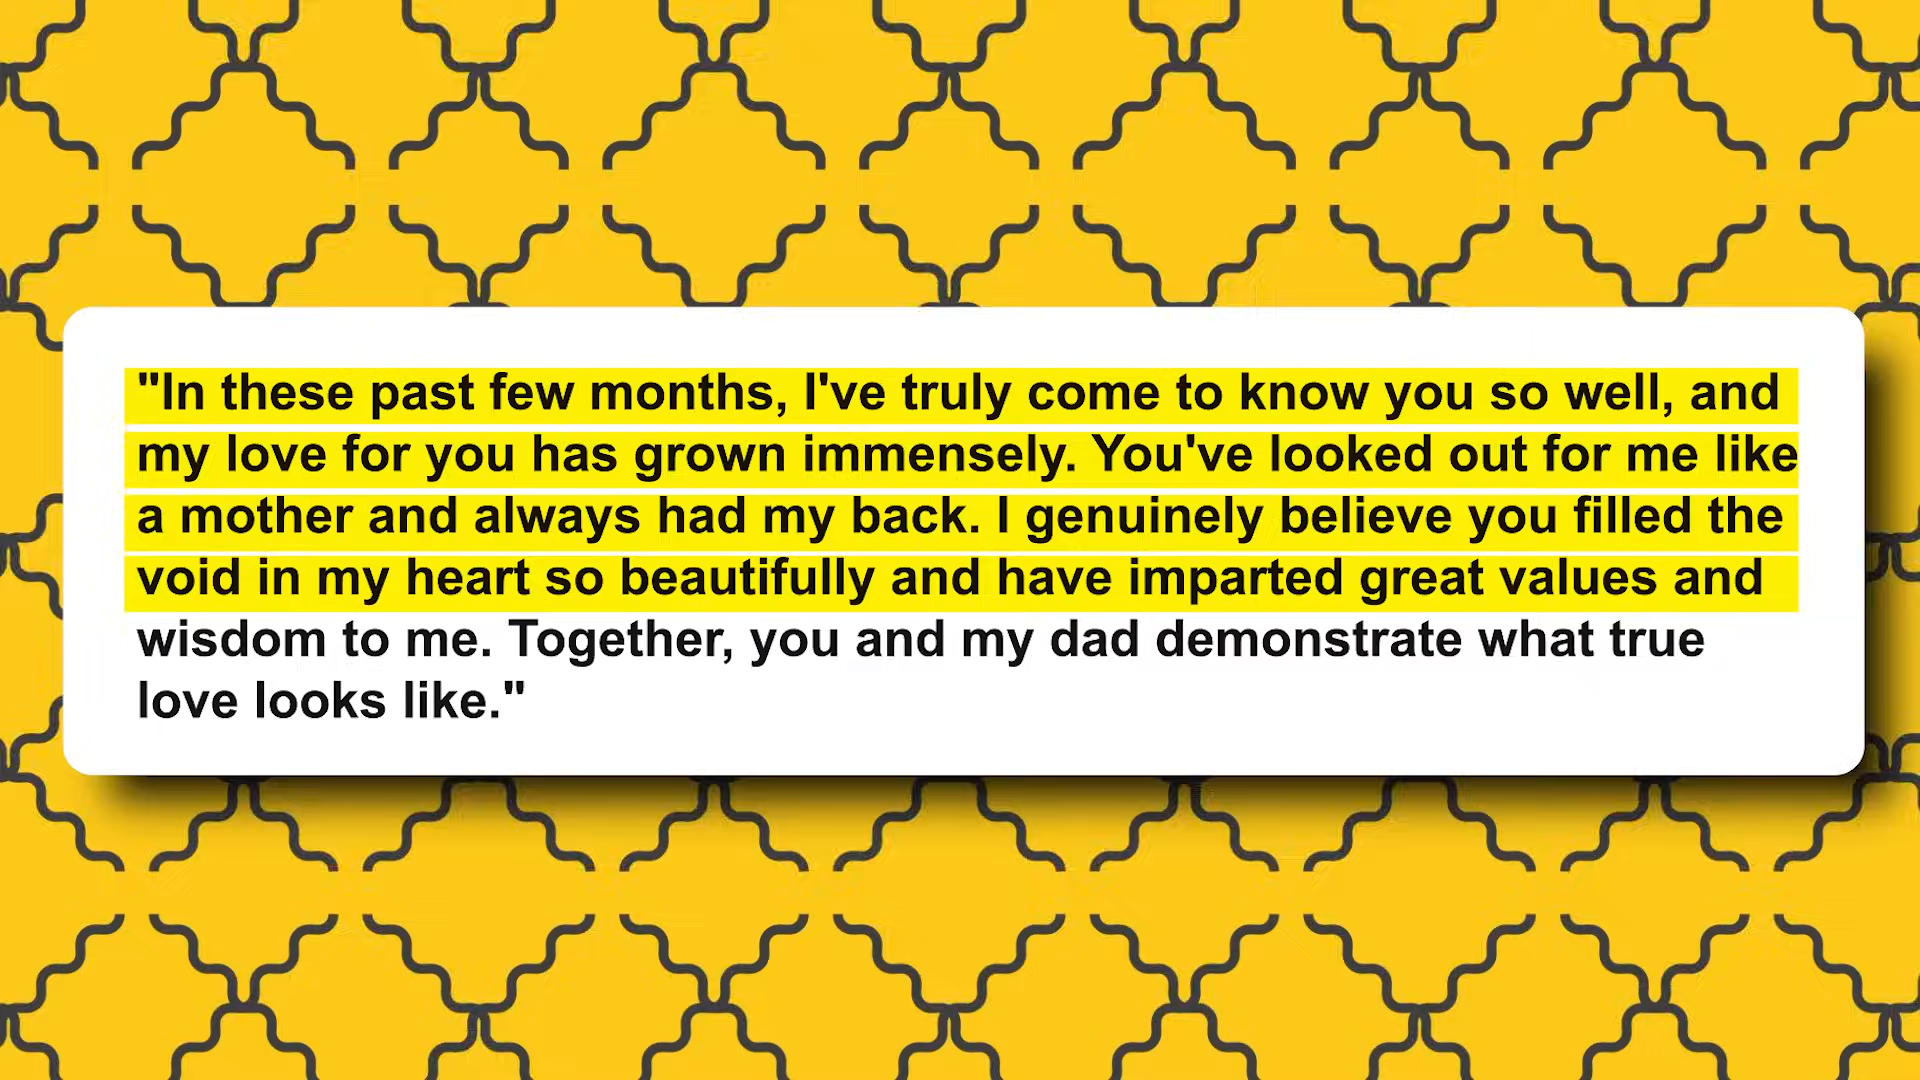 "In these past few months, I've truly come to know you so well, and
my love for you has grown immensely. You've looked out for me like
a mother and always had my back. I genuinely believe you filled the
void in my heart so beautifully and have imparted great values and
wisdom to me. Together, you and my dad demonstrate what true
love looks like."